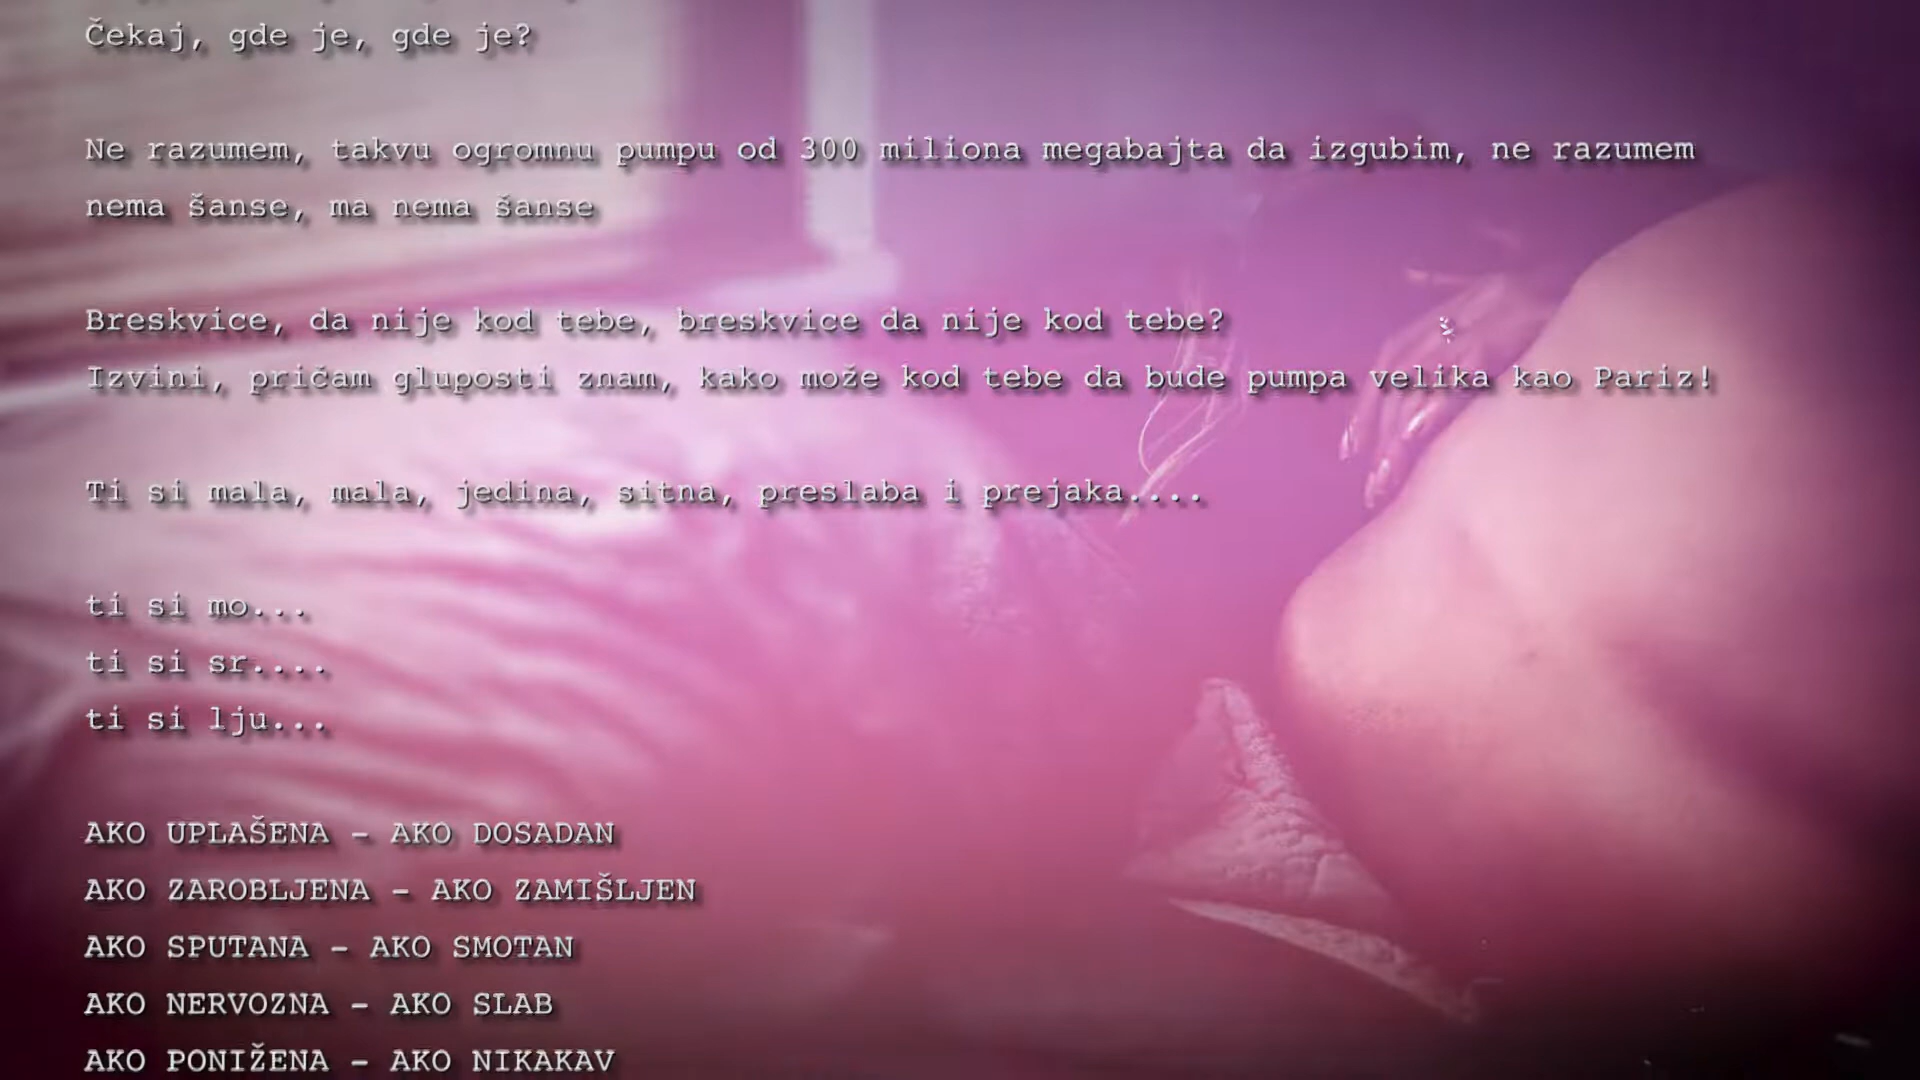 Čekaj, gde je, gde je?
Ne razumem, takvu ogromnu pumpu od 300 miliona megabajta da izgubim, ne razumem
nema šanse, ma nema šanse
Breskvice, da nije kod tebe, breskvice da nije kod tebe?
Izvini, pričam gluposti znam, kako može kod tebe da bude pumpa velika kao Pariz!
Ti si mala, mala, jedina, sitna, preslaba i prejaka....
ti si mo...
ti si sr....
ti si lju...
AKO UPLAŠENA – AKO DOSADAN
AKO ZAROBLJENA – AKO ZAMIŠLJEN
AKO SPUTANA – AKO SMOTAN
AKO NERVOZNA – AKO SLAB
AKO PONIŽENA – AKO NIKAKAV